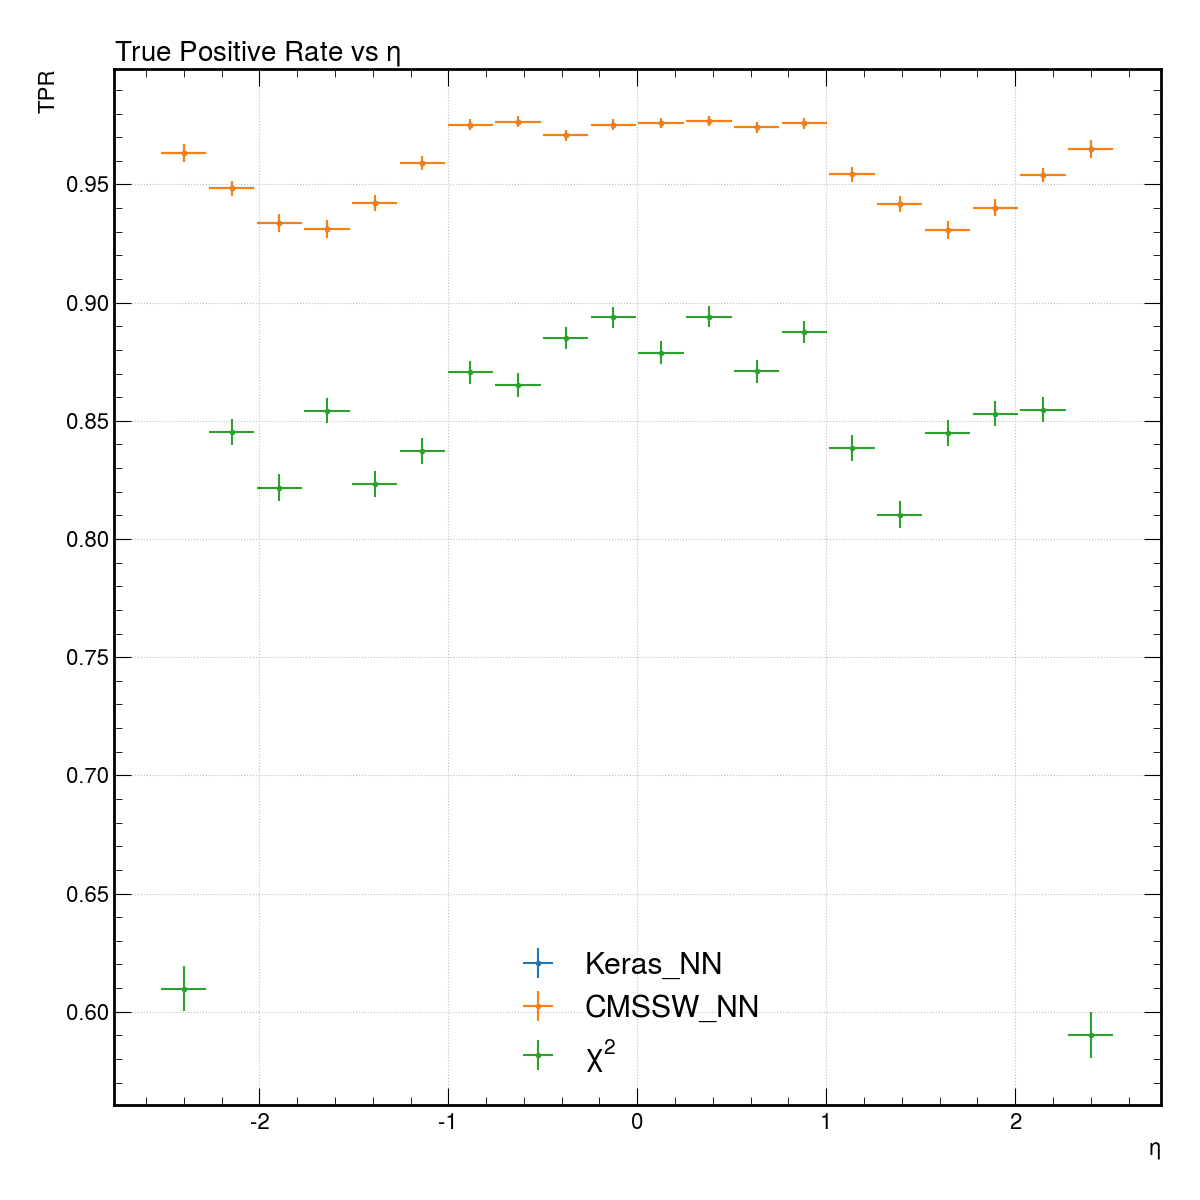 True Positive Rate vs η
TPR
0.95
0.90
0.85
0.80
0.75
0.70
0.65
0.60
Keras_NN
CMSSW_NN
χ²
-2 -1 0 1 2
η